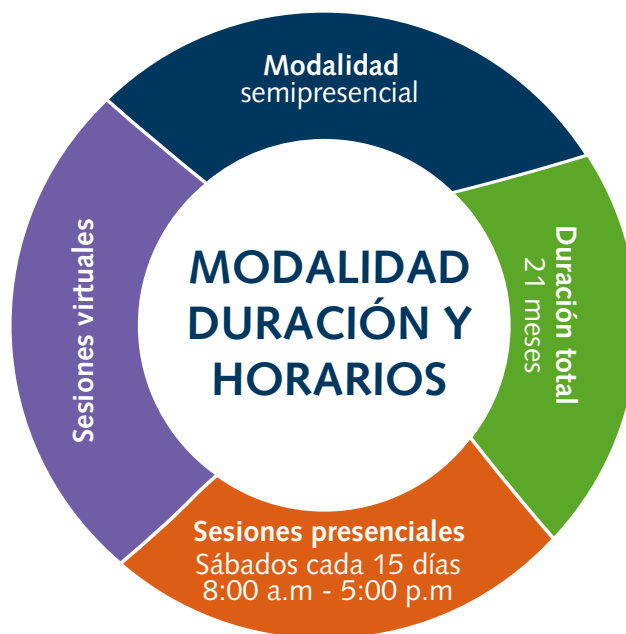 Modalidad
semipresencial
MODALIDAD
DURACIÓN Y
HORARIOS
Duración total
21 meses
Sesiones presenciales
Sábados cada 15 días
8:00 a.m - 5:00 p.m
Sesiones virtuales